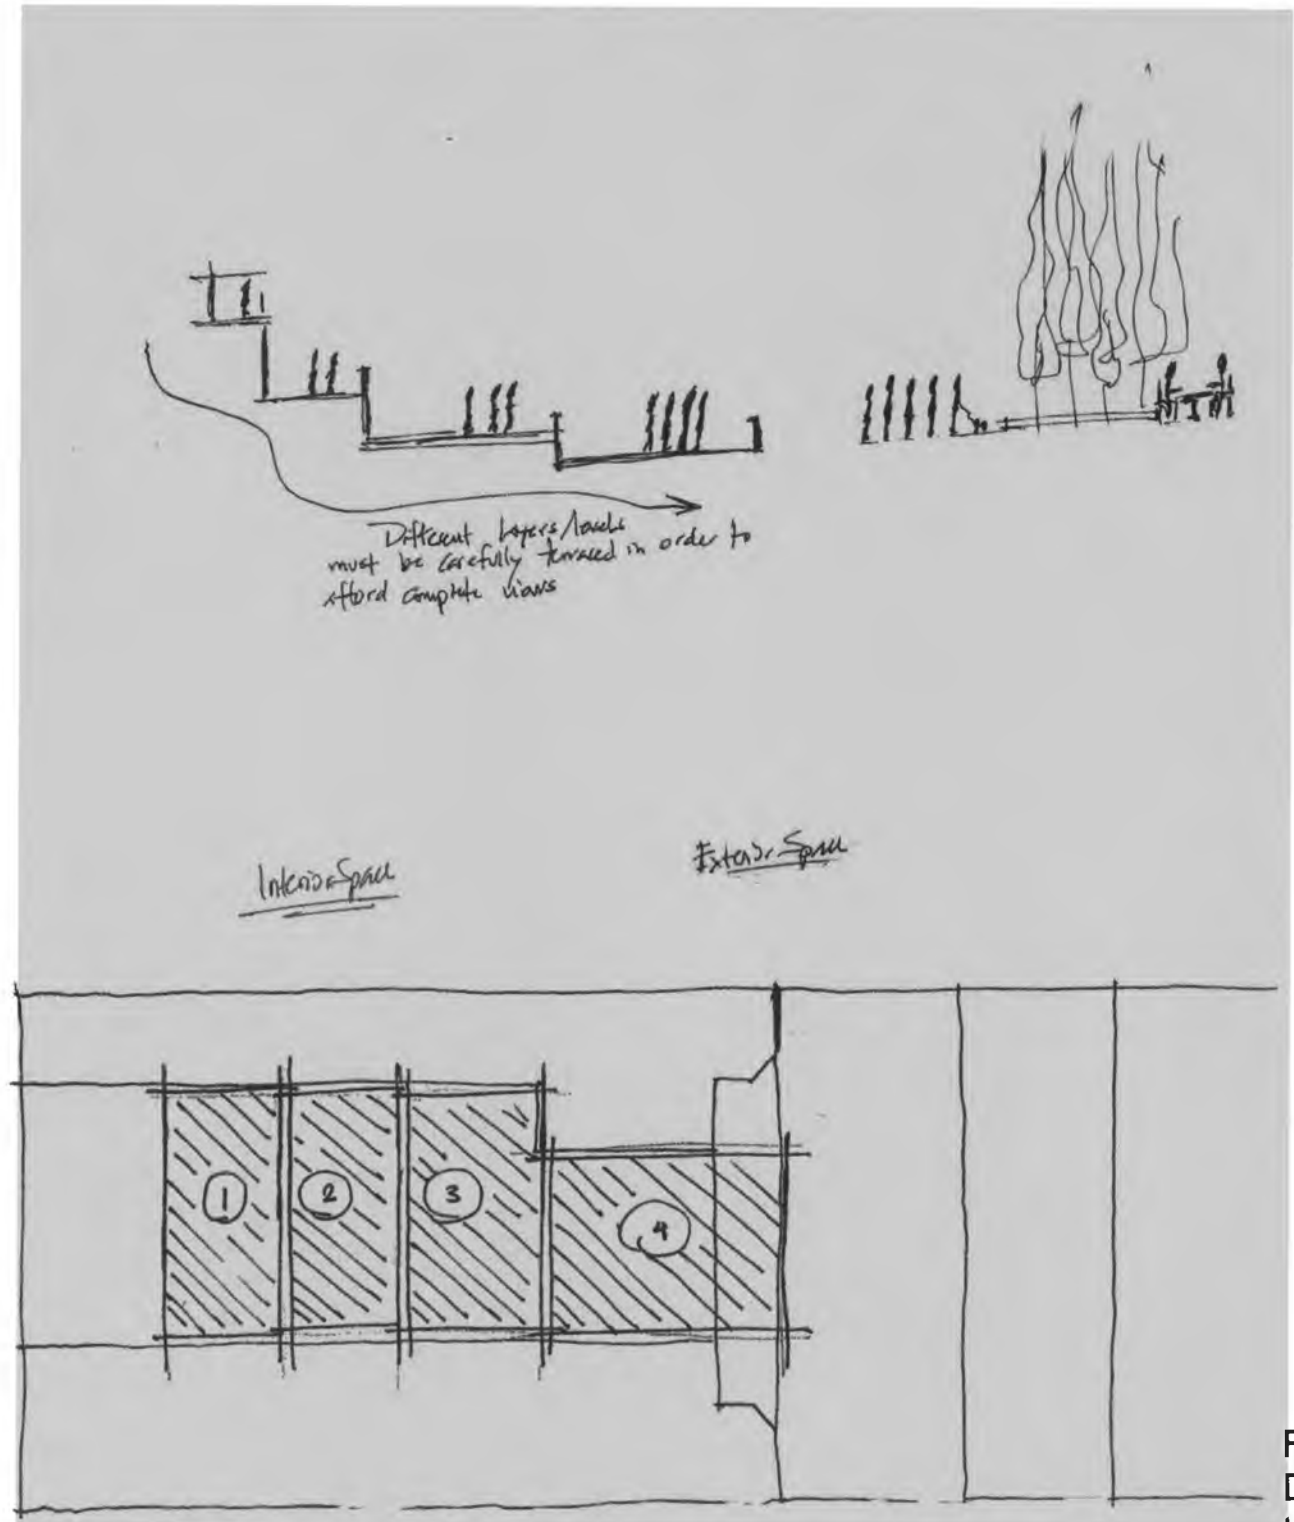 Different Layers/levels
must be carefully terraced in order to
afford complete views
Interior Space
Exterior Space
1
2
3
4
F
D